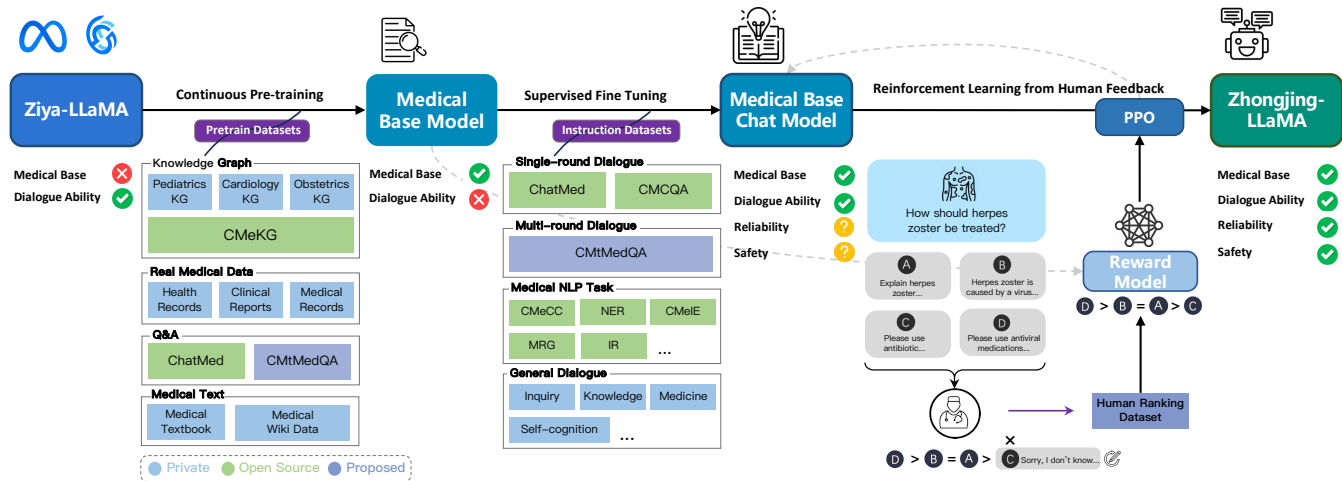 Ziya-LLaMA
Continuous Pre-training
Pretrain Datasets
Medical
Base Model
Supervised Fine Tuning
Instruction Datasets
Medical Base
Chat Model
Reinforcement Learning from Human Feedback
PPO
Zhongjing-
LLaMA
Medical Base
Dialogue Ability
Knowledge Graph
Pediatrics
KG
Cardiology
KG
Obstetrics
KG
CMeKG
Real Medical Data
Health
Records
Clinical
Reports
Medical
Records
Q&A
ChatMed
CMtMedQA
Medical Text
Medical
Textbook
Medical
Wiki Data
Private
Open Source
Proposed
Medical Base
Dialogue Ability
Single-round Dialogue
ChatMed
CMCQA
Multi-round Dialogue
CMtMedQA
Medical NLP Task
CMeCC
NER
CMeIE
MRG
IR
...
General Dialogue
Inquiry
Knowledge
Medicine
Self-cognition
...
Medical Base
Dialogue Ability
Reliability
?
Safety
?
How should herpes
zoster be treated?
A
Explain herpes
zoster...
B
Herpes zoster is
caused by a virus...
C
Please use
antibiotic...
D
Please use antiviral
medications...
D > B = A > C Sorry, I don't know...
Human Ranking
Dataset
D > B = A > C
Reward
Model
Medical Base
Dialogue Ability
Reliability
Safety